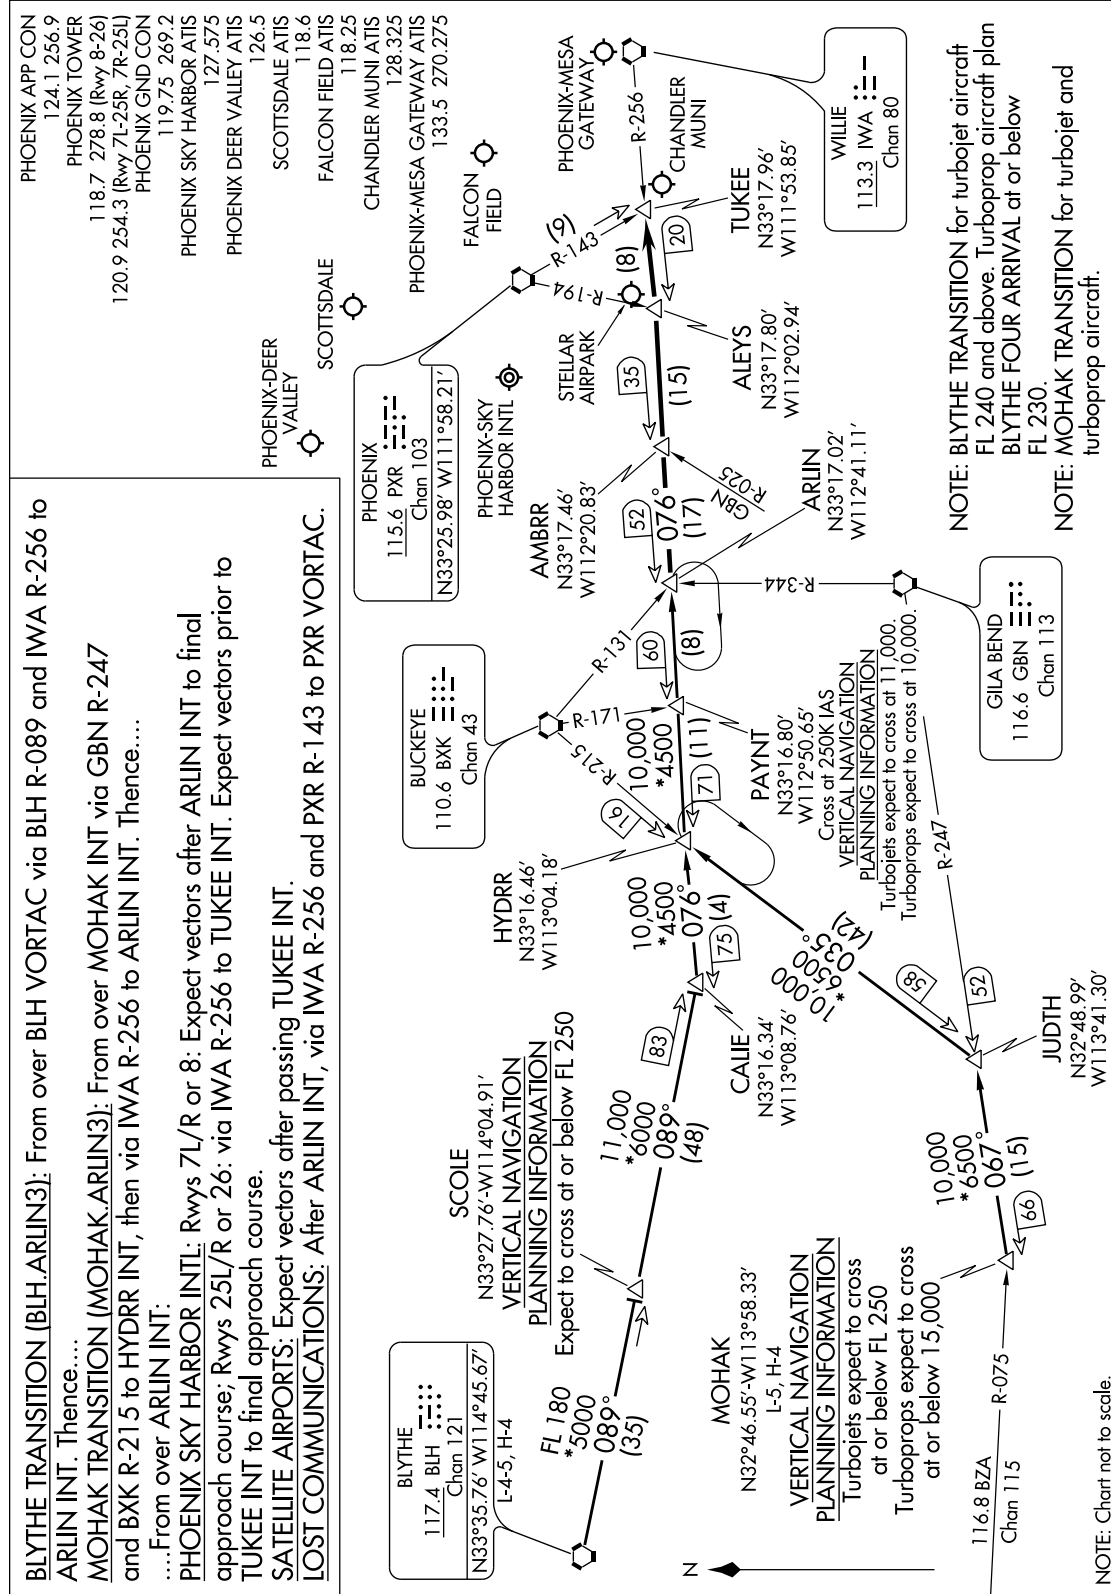 BLYTHE TRANSITION (BLH.ARLIN3): From over BLH VORTAC via BLH R-089 and IWA R-256 to
ARLIN INT. Thence....
MOHAK TRANSITION (MOHAK.ARLIN3): From over MOHAK INT via GBN R-247
and BXK R-215 to HYDRR INT, then via IWA R-256 to ARLIN INT. Thence....
....From over ARLIN INT:
PHOENIX SKY HARBOR INTL: Rwys 7L/R or 8: Expect vectors after ARLIN INT to final
approach course; Rwys 25L/R or 26: via IWA R-256 to TUKEE INT. Expect vectors prior to
TUKEE INT to final approach course.
SATELLITE AIRPORTS: Expect vectors after passing TUKEE INT.
LOST COMMUNICATIONS: After ARLIN INT, via IWA R-256 and PXR R-143 to PXR VORTAC.
PHOENIX APP CON
124.1 256.9
PHOENIX TOWER
118.7 278.8 (Rwy 8-26)
120.9 254.3 (Rwy 7L-25R, 7R-25L)
PHOENIX GND CON
119.75 269.2
PHOENIX SKY HARBOR ATIS
127.575
PHOENIX DEER VALLEY ATIS
126.5
SCOTTSDALE ATIS
118.6
FALCON FIELD ATIS
118.25
CHANDLER MUNI ATIS
128.325
PHOENIX-MESA GATEWAY ATIS
133.5 270.275
PHOENIX-DEER
VALLEY
SCOTTSDALE
FALCON
FIELD
PHOENIX
115.6 PXR
Chan 103
N33°25.98' W111°58.21'
PHOENIX-SKY
HARBOR INTL
STELLAR
AIRPARK
PHOENIX-MESA
GATEWAY
CHANDLER
MUNI
R-256
R-143
(9)
R-194
(8)
20
TUKEE
N33°17.96'
W111°53.85'
WILLIE
113.3 IWA
Chan 80
ALEYS
N33°17.80'
W112°02.94'
35
(15)
AMBRR
N33°17.46'
W112°20.83'
GBN
R-025
52
076°
(17)
ARLIN
N33°17.02'
W112°41.11'
R-344
GILA BEND
116.6 GBN
Chan 113
BUCKEYE
110.6 BXK
Chan 43
R-131
R-171
R-215
60
(8)
16
10,000
*4500
(11)
71
PAYNT
N33°16.80'
W112°50.65'
Cross at 250K IAS
VERTICAL NAVIGATION
PLANNING INFORMATION
Turbojets expect to cross at 11,000.
Turboprops expect to cross at 10,000.
HYDRR
N33°16.46'
W113°04.18'
10,000
*4500
076°
(4)
75
CALIE
N33°16.34'
W113°08.76'
83
11,000
*6000
089°
(48)
SCOLE
N33°27.76'-W114°04.91'
VERTICAL NAVIGATION
PLANNING INFORMATION
Expect to cross at or below FL 250
BLYTHE
117.4 BLH
Chan 121
N33°35.76' W114°45.67'
L-4-5, H-4
FL 180
*5000
089°
(35)
10,000
*6500
035°
(42)
58
52
R-247
JUDTH
N32°48.99'
W113°41.30'
10,000
*6500
067°
(15)
66
MOHAK
N32°46.55'-W113°58.33'
L-5, H-4
VERTICAL NAVIGATION
PLANNING INFORMATION
Turbojets expect to cross
at or below FL 250
Turboprops expect to cross
at or below 15,000
116.8 BZA
Chan 115
R-075
N
NOTE: BLYTHE TRANSITION for turbojet aircraft
FL 240 and above. Turboprop aircraft plan
BLYTHE FOUR ARRIVAL at or below
FL 230.
NOTE: MOHAK TRANSITION for turbojet and
turboprop aircraft.
NOTE: Chart not to scale.